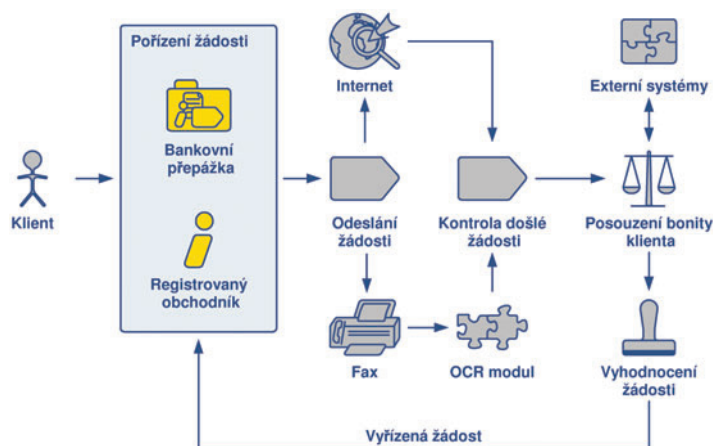 Pořízení žádosti
Bankovní
přepážka
Registrovaný
obchodník
Klient
Internet
Externí systémy
Odeslání
žádosti
Kontrola došlé
žádosti
Posouzení bonity
klienta
Fax
OCR modul
Vyhodnocení
žádosti
Vyřízená žádost